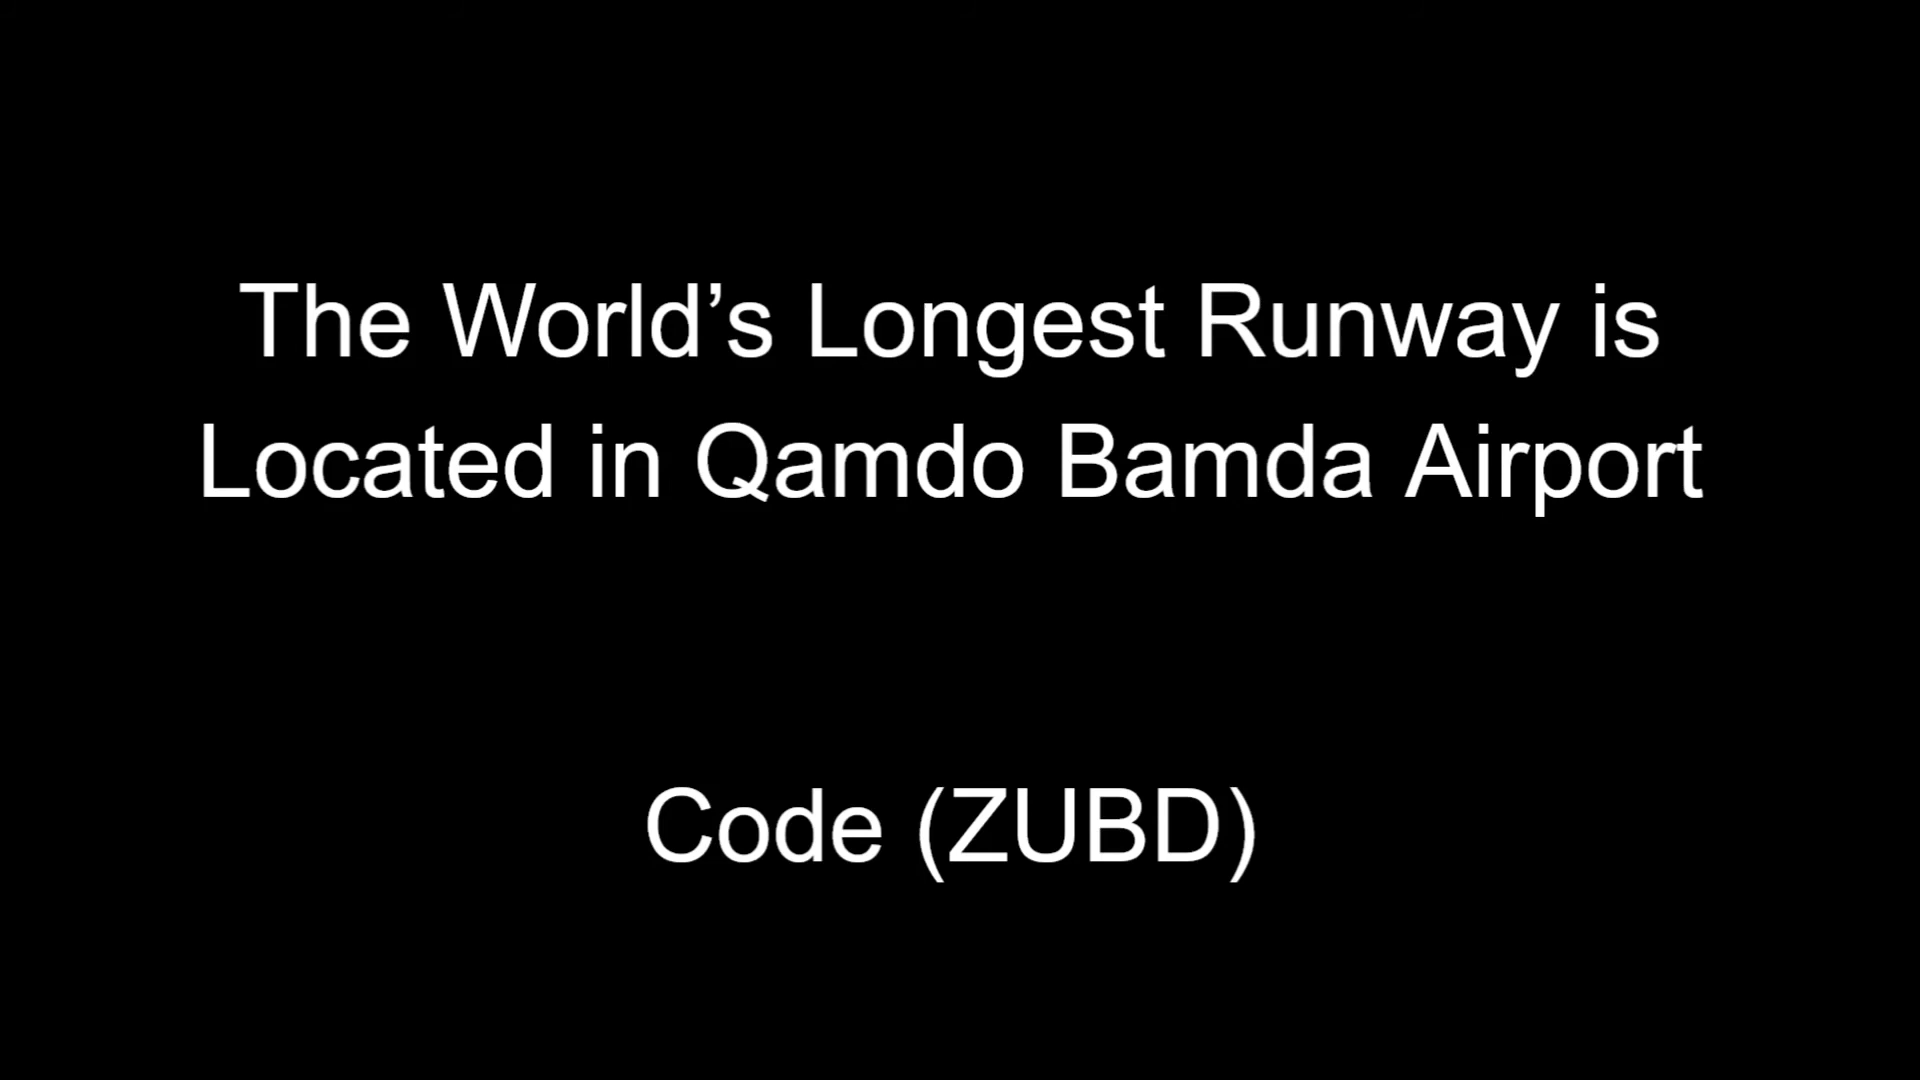 The World’s Longest Runway is
Located in Qamdo Bamda Airport
Code (ZUBD)